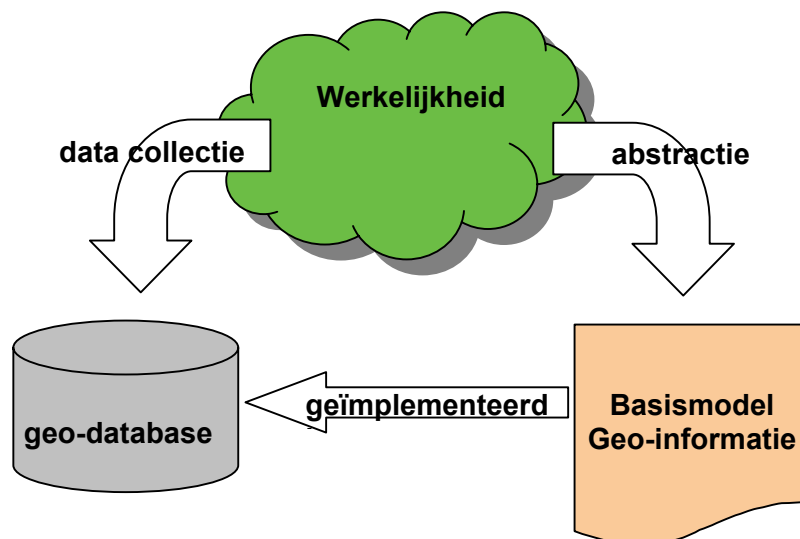 Werkelijkheid
data collectie
abstractie
geïmplementeerd
geo-database
Basismodel
Geo-informatie